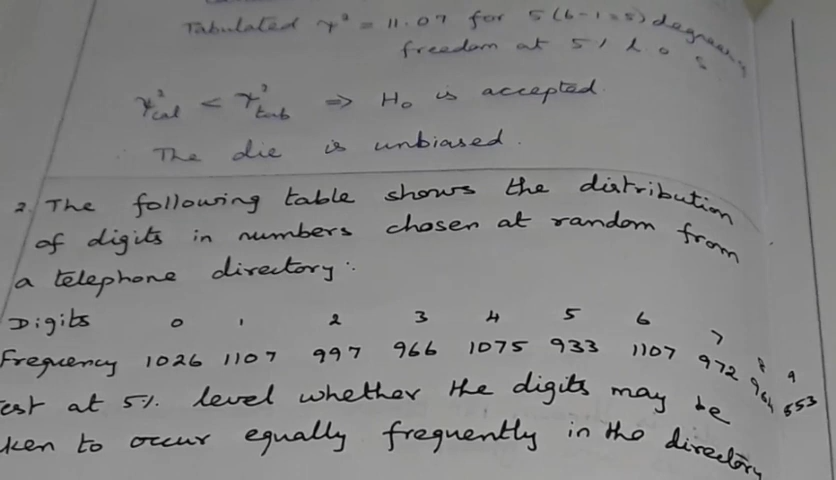 Tabulated χ² = 11.07 for 5(6-1=5) degrees
freedom at 5% l.o.s
χ²cal < χ²tab ⇒ H₀ is accepted.
The die is unbiased.
2. The following table shows the distribution
of digits in numbers chosen at random from
a telephone directory:
Digits 0 1 2 3 4 5 6 7 8 9
Frequency 1026 1107 997 966 1075 933 1107 972 964 853
est at 5% level whether the digits may be
ken to occur equally frequently in the directory